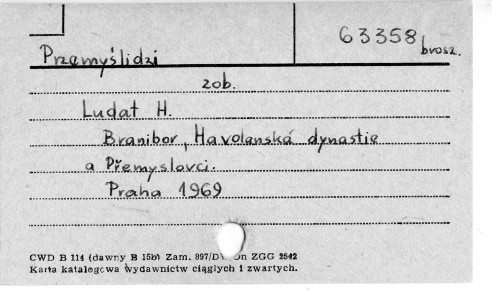 63358 brosz.
Przemyślidzi
zob.
Ludat H.
Branibor, Havolanská dynastie
a Přemyslovci.
Praha 1969
CWD B 114 (dawny B 15b) Zam. 897/D ZGG 2542
Karta katalogowa wydawnictw ciągłych i zwartych.